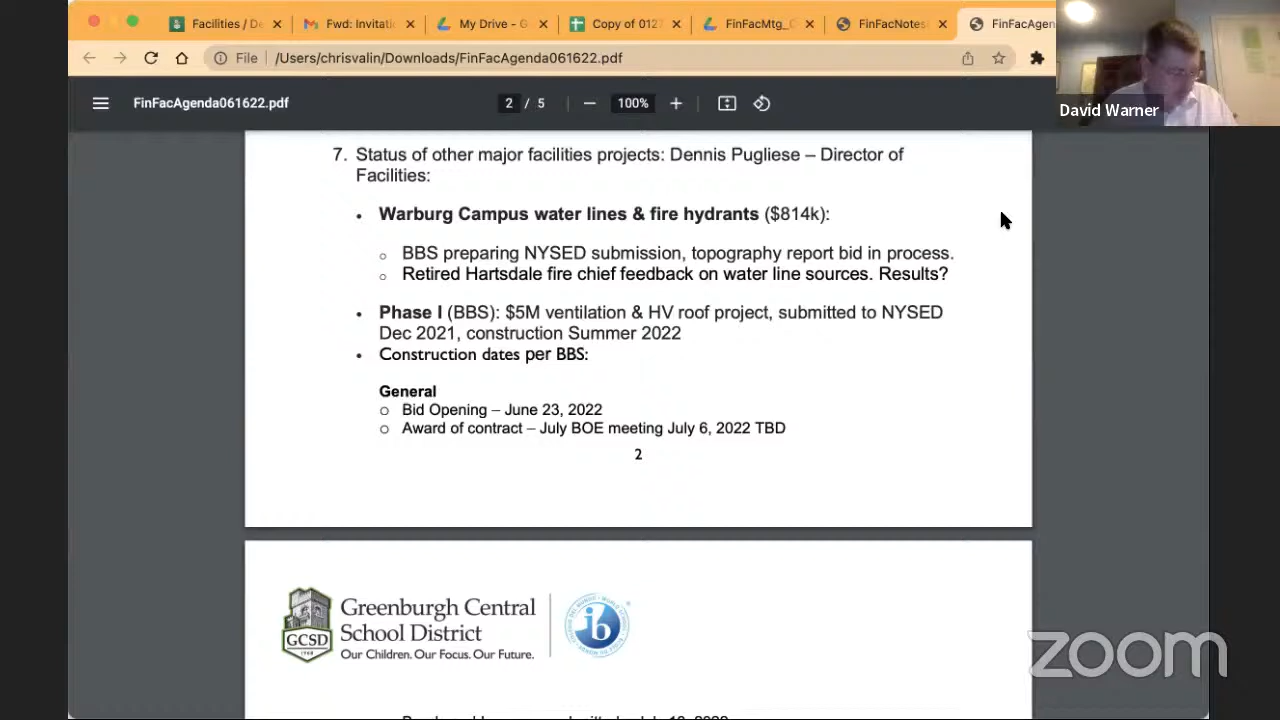 Facilities / De
Fwd: Invitati
My Drive - G
Copy of 012
FinFacMtg_
FinFacNotes
FinFacAgen
File
/Users/chrisvalin/Downloads/FinFacAgenda061622.pdf
David Warner
FinFacAgenda061622.pdf
2 / 5
100%
7. Status of other major facilities projects: Dennis Pugliese – Director of
Facilities:
• Warburg Campus water lines & fire hydrants ($814k):
○ BBS preparing NYSED submission, topography report bid in process.
○ Retired Hartsdale fire chief feedback on water line sources. Results?
• Phase I (BBS): $5M ventilation & HV roof project, submitted to NYSED
Dec 2021, construction Summer 2022
• Construction dates per BBS:
General
○ Bid Opening – June 23, 2022
○ Award of contract – July BOE meeting July 6, 2022 TBD
2
GCSD
Greenburgh Central
School District
Our Children. Our Focus. Our Future.
ib
zoom